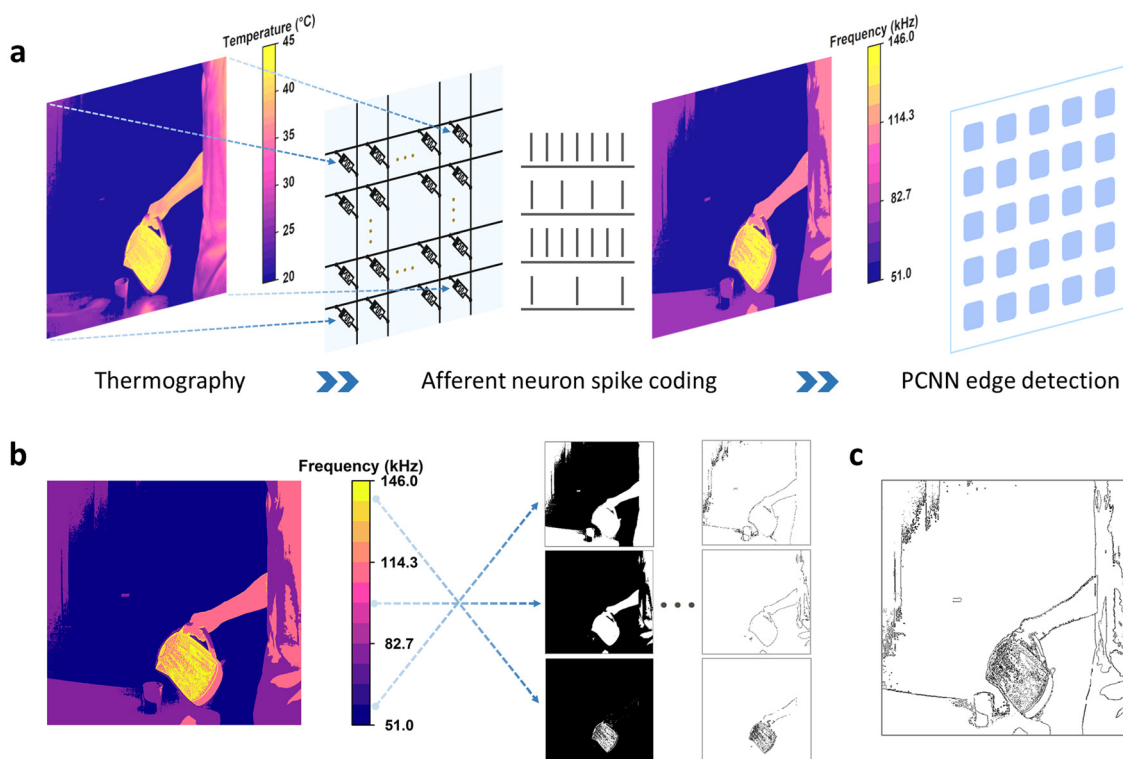 a
Temperature (°C)
45
40
35
30
25
20
Frequency (kHz)
146.0
114.3
82.7
51.0
Thermography
Afferent neuron spike coding
PCNN edge detection
b
Frequency (kHz)
146.0
114.3
82.7
51.0
c